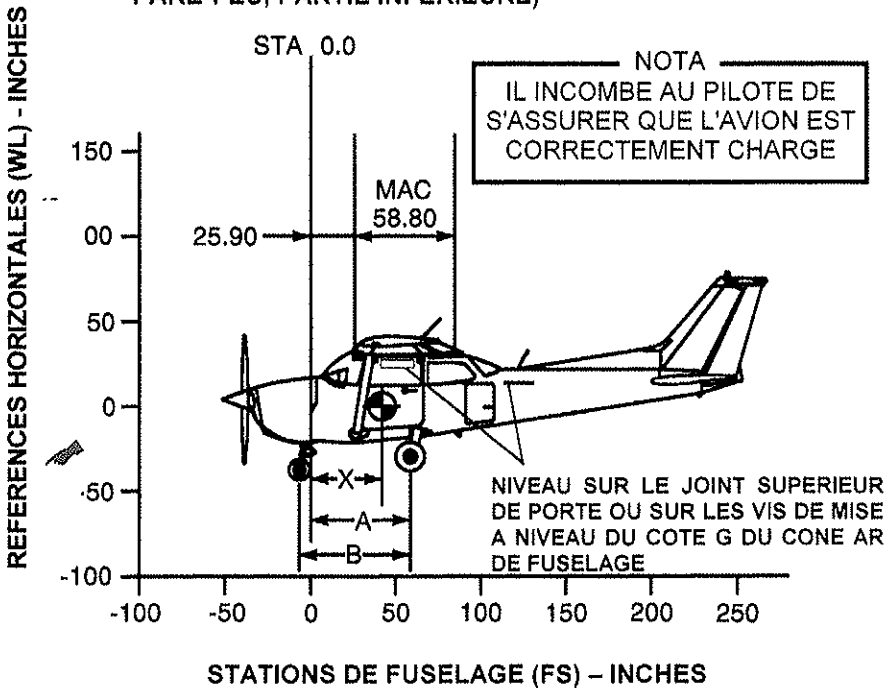 STA 0.0
NOTA
IL INCOMBE AU PILOTE DE
S'ASSURER QUE L'AVION EST
CORRECTEMENT CHARGE
REFERENCES HORIZONTALES (WL) - INCHES
150
MAC
58.80
00
25.90
50
0
-50
-100
X
A
B
NIVEAU SUR LE JOINT SUPERIEUR
DE PORTE OU SUR LES VIS DE MISE
A NIVEAU DU COTE G DU CONE AR
DE FUSELAGE
-100 -50 0 50 100 150 200 250
STATIONS DE FUSELAGE (FS) – INCHES